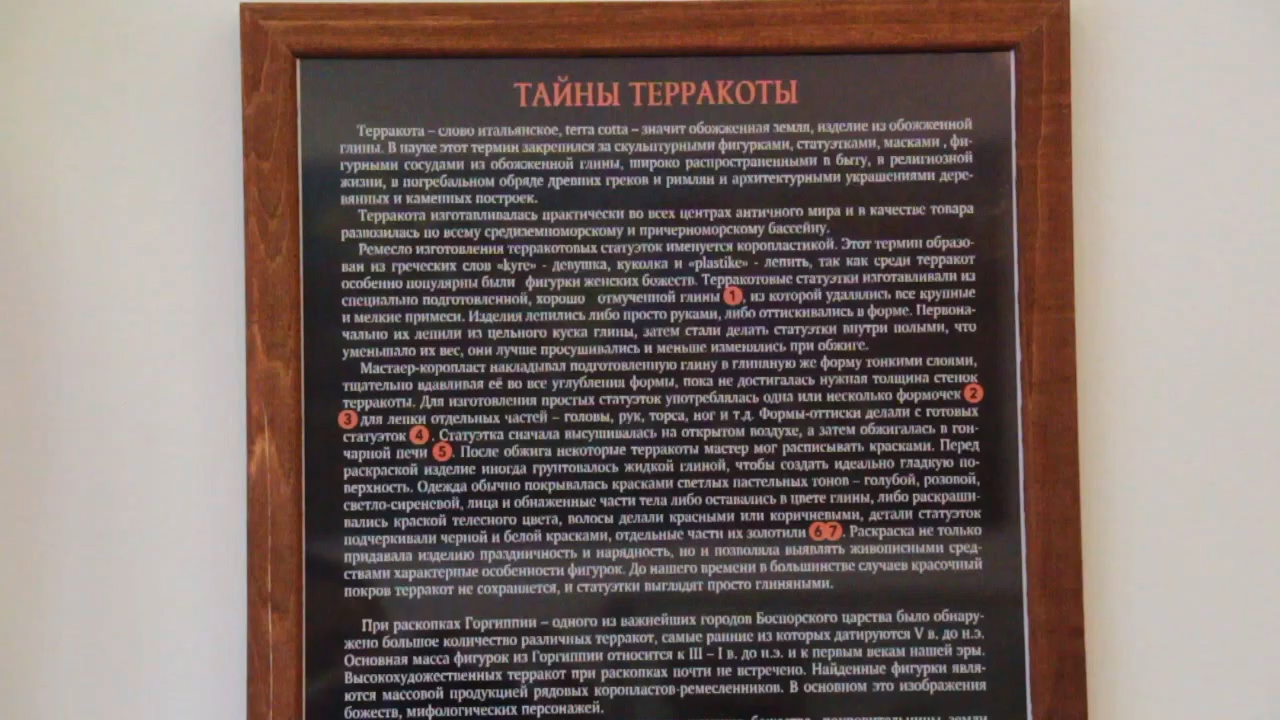 ТАЙНЫ ТЕРРАКОТЫ
Терракота – слово итальянское, terra cotta – значит обожженная земля, изделие из обожженной
глины. В науке этот термин закрепился за скульптурными фигурками, статуэтками, масками , фи-
гурными сосудами из обожженной глины, широко распространенными в быту, в религиозной
жизни, в погребальном обряде древних греков и римлян и архитектурными украшениями дере-
вянных и каменных построек.
Терракота изготавливалась практически во всех центрах античного мира и в качестве товара
развозилась по всему средиземноморскому и причерноморскому бассейну.
Ремесло изготовления терракотовых статуэток именуется коропластикой. Этот термин образо-
ван из греческих слов «kyre» - девушка, куколка и «plastike» - лепить, так как среди терракот
особенно популярны были фигурки женских божеств. Терракотовые статуэтки изготавливали из
специально подготовленной, хорошо отмученной глины 1, из которой удалялись все крупные
и мелкие примеси. Изделия лепились либо просто руками, либо оттискивались в форме. Первона-
чально их лепили из цельного куска глины, затем стали делать статуэтки внутри полыми, что
уменьшало их вес, они лучше просушивались и меньше изменялись при обжиге.
Мастаер-коропласт накладывал подготовленную глину в глиняную же форму тонкими слоями,
тщательно вдавливая её во все углубления формы, пока не достигалась нужная толщина стенок
терракоты. Для изготовления простых статуэток употреблялась одна или несколько формочек 2
3 для лепки отдельных частей – головы, рук, торса, ног и т.д. Формы-оттиски делали с готовых
статуэток 4 . Статуэтка сначала высушивалась на открытом воздухе, а затем обжигалась в гон-
чарной печи 5. После обжига некоторые терракоты мастер мог расписывать красками. Перед
раскраской изделие иногда грунтовалось жидкой глиной, чтобы создать идеально гладкую по-
верхность. Одежда обычно покрывалась красками светлых пастельных тонов – голубой, розовой,
светло-сиреневой, лица и обнаженные части тела либо оставались в цвете глины, либо раскраши-
вались краской телесного цвета, волосы делали красными или коричневыми, детали статуэток
подчеркивали черной и белой красками, отдельные части их золотили 6 7. Раскраска не только
придавала изделию праздничность и нарядность, но и позволяла выявлять живописными сред-
ствами характерные особенности фигурок. До нашего времени в большинстве случаев красочный
покров терракот не сохраняется, и статуэтки выглядят просто глиняными.
При раскопках Горгиппии – одного из важнейших городов Боспорского царства было обнару-
жено большое количество различных терракот, самые ранние из которых датируются V в. до н.э.
Основная масса фигурок из Горгиппии относится к III – I в. до н.э. и к первым векам нашей эры.
Высокохудожественных терракот при раскопках почти не встречено. Найденные фигурки явля-
ются массовой продукцией рядовых коропластов-ремесленников. В основном это изображения
божеств, мифологических персонажей.